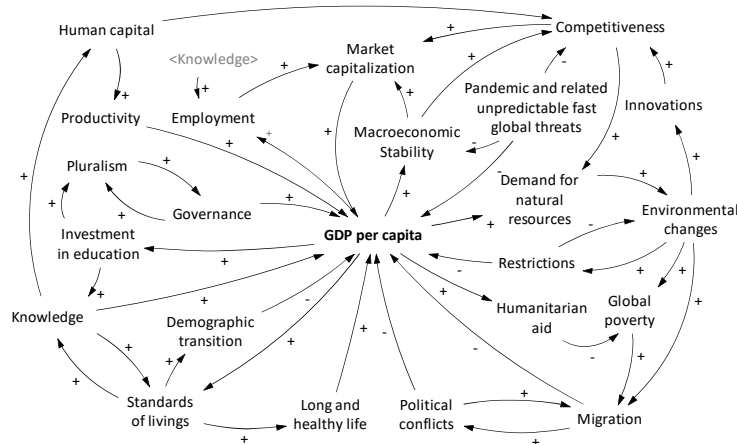 Human capital
Competitiveness
<Knowledge>
Market
capitalization
Pandemic and related
unpredictable fast
global threats
Innovations
Productivity
Employment
Macroeconomic
Stability
Pluralism
Demand for
natural
resources
Governance
Environmental
changes
Investment
in education
GDP per capita
Restrictions
Knowledge
Demographic
transition
Humanitarian
aid
Global
poverty
Standards
of livings
Long and
healthy life
Political
conflicts
Migration